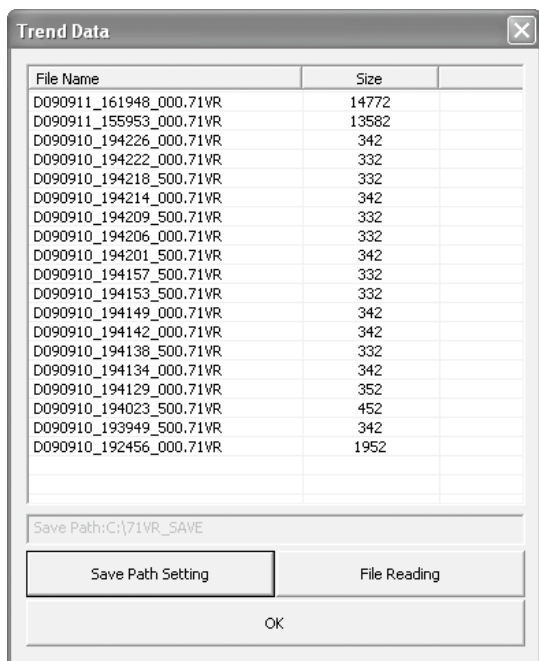 Trend Data
File Name Size
D090911_161948_000.71VR 14772
D090911_155953_000.71VR 13582
D090910_194226_000.71VR 342
D090910_194222_000.71VR 332
D090910_194218_500.71VR 332
D090910_194214_000.71VR 342
D090910_194209_500.71VR 332
D090910_194206_000.71VR 332
D090910_194201_500.71VR 342
D090910_194157_500.71VR 332
D090910_194153_500.71VR 332
D090910_194149_000.71VR 342
D090910_194142_000.71VR 342
D090910_194138_500.71VR 332
D090910_194134_000.71VR 342
D090910_194129_000.71VR 352
D090910_194023_500.71VR 452
D090910_193949_500.71VR 342
D090910_192456_000.71VR 1952
Save Path:C:\71VR_SAVE
Save Path Setting File Reading
OK